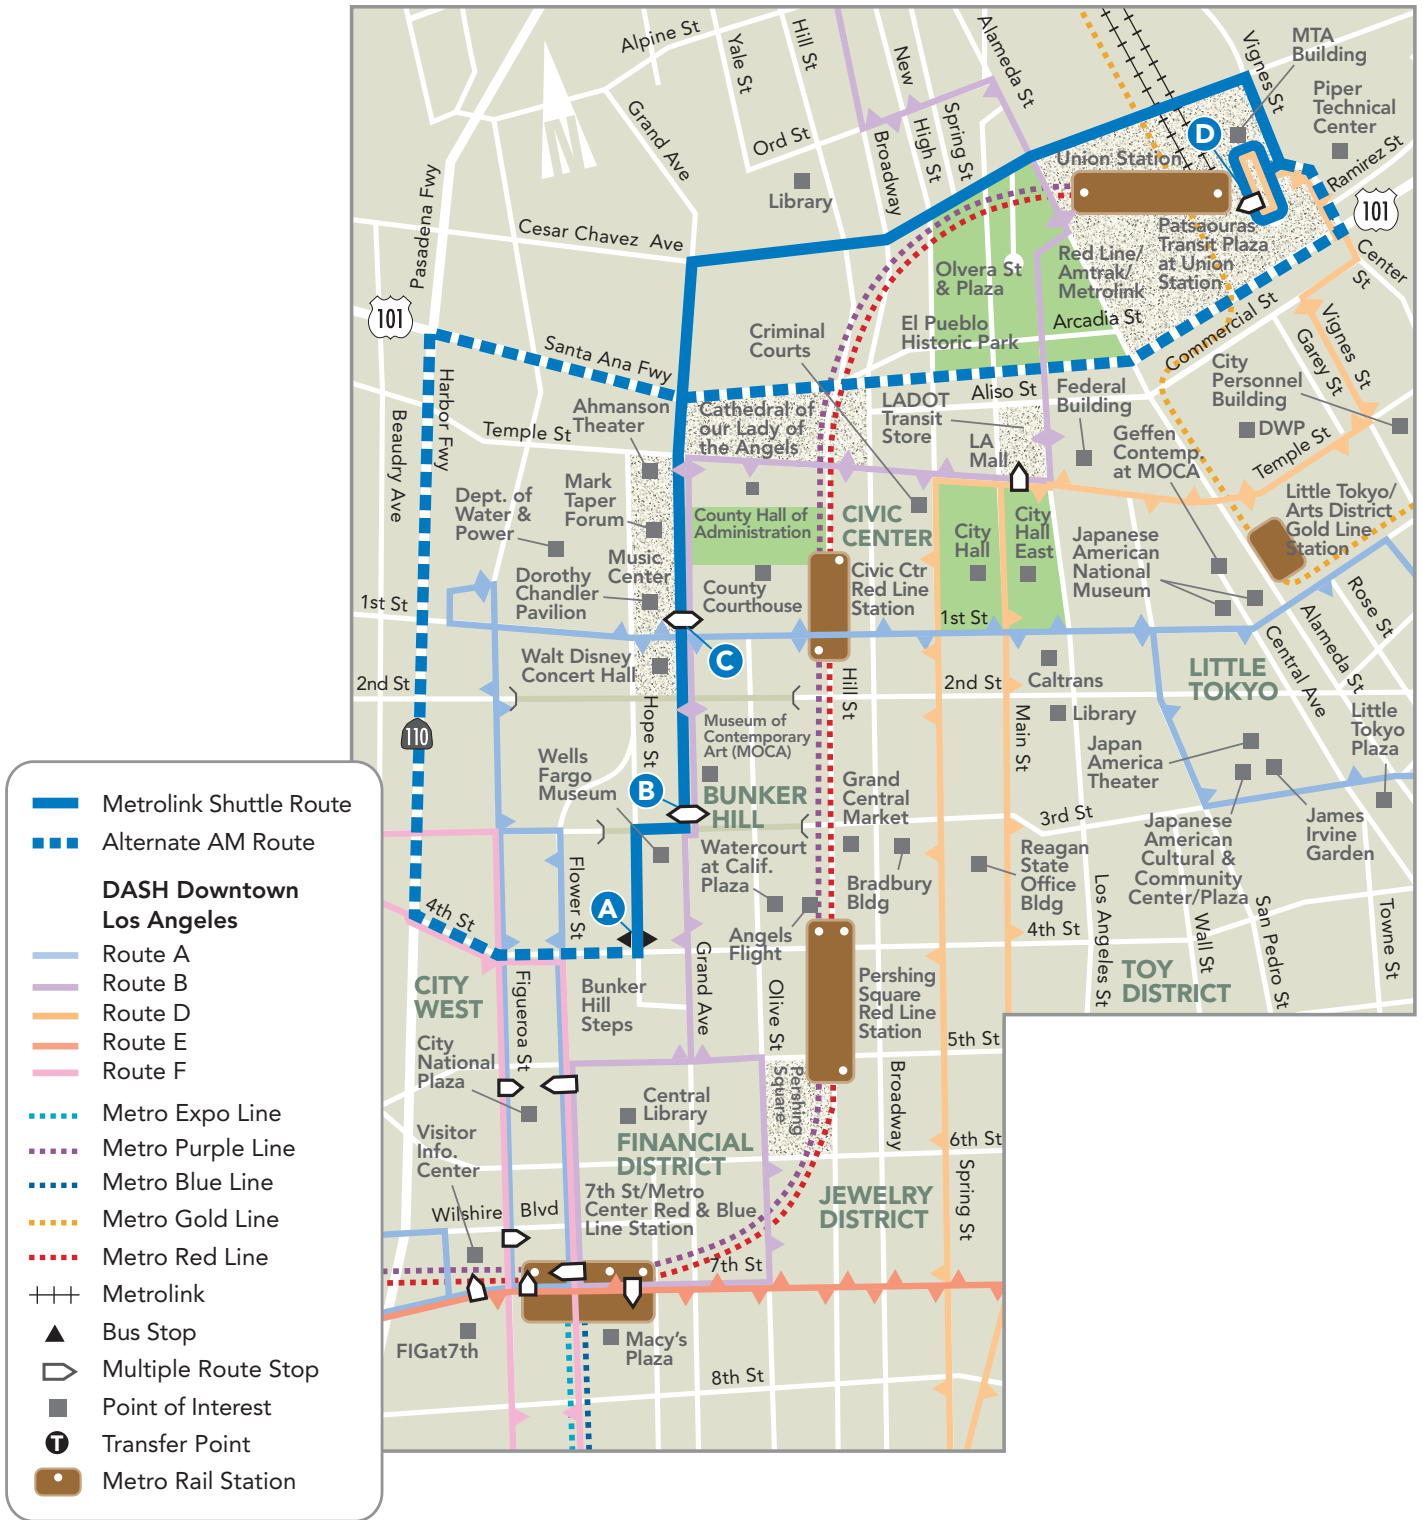 Alpine St
Yale St
Hill St
New
High St
Spring St
Alameda St
Vignes St
MTA
Building
Piper
Technical
Center
Ramirez St
101
Grand Ave
Ord St
Broadway
Library
D
Union Station
Pasadena Fwy
Cesar Chavez Ave
Patsaouras
Transit Plaza
at Union
Station
Red Line/
Amtrak/
Metrolink
Olvera St
& Plaza
Center
St
101
Santa Ana Fwy
Criminal
Courts
El Pueblo
Historic Park
Arcadia St
Commercial St
Vignes St
Garey St
Harbor Fwy
Beaudry Ave
Ahmanson
Theater
Temple St
Cathedral of
our Lady of
the Angels
LADOT
Transit
Store
Aliso St
LA
Mall
Federal
Building
City
Personnel
Building
DWP
Geffen
Contemp.
at MOCA
Temple St
Mark
Taper
Forum
Dept. of
Water &
Power
Music
Center
Dorothy
Chandler
Pavilion
County Hall of
Administration
CIVIC
CENTER
City
Hall
City
Hall
East
Japanese
American
National
Museum
Little Tokyo/
Arts District
Gold Line
Station
County
Courthouse
Civic Ctr
Red Line
Station
1st St
1st St
Rose St
Alameda St
Central Ave
C
Walt Disney
Concert Hall
2nd St
2nd St
Caltrans
LITTLE
TOKYO
Hope St
Hill St
Main St
Library
Little
Tokyo
Plaza
110
Museum of
Contemporary
Art (MOCA)
Japan
America
Theater
Wells
Fargo
Museum
B
BUNKER
HILL
Grand
Central
Market
3rd St
Japanese
American
Cultural &
Community
Center/Plaza
James
Irvine
Garden
Watercourt
at Calif.
Plaza
Bradbury
Bldg
Reagan
State
Office
Bldg
Flower St
A
4th St
Angels
Flight
4th St
Los Angeles St
Wall St
San Pedro St
Towne St
CITY
WEST
Figueroa St
Bunker
Hill
Steps
Grand Ave
Olive St
Pershing
Square
Red Line
Station
TOY
DISTRICT
City
National
Plaza
5th St
Pershing
Square
Broadway
Central
Library
Visitor
Info.
Center
FINANCIAL
DISTRICT
6th St
Spring St
Wilshire Blvd
7th St/Metro
Center Red & Blue
Line Station
JEWELRY
DISTRICT
7th St
FIGat7th
Macy's
Plaza
8th St
Metrolink Shuttle Route
Alternate AM Route
DASH Downtown
Los Angeles
Route A
Route B
Route D
Route E
Route F
Metro Expo Line
Metro Purple Line
Metro Blue Line
Metro Gold Line
Metro Red Line
Metrolink
Bus Stop
Multiple Route Stop
Point of Interest
T
Transfer Point
Metro Rail Station